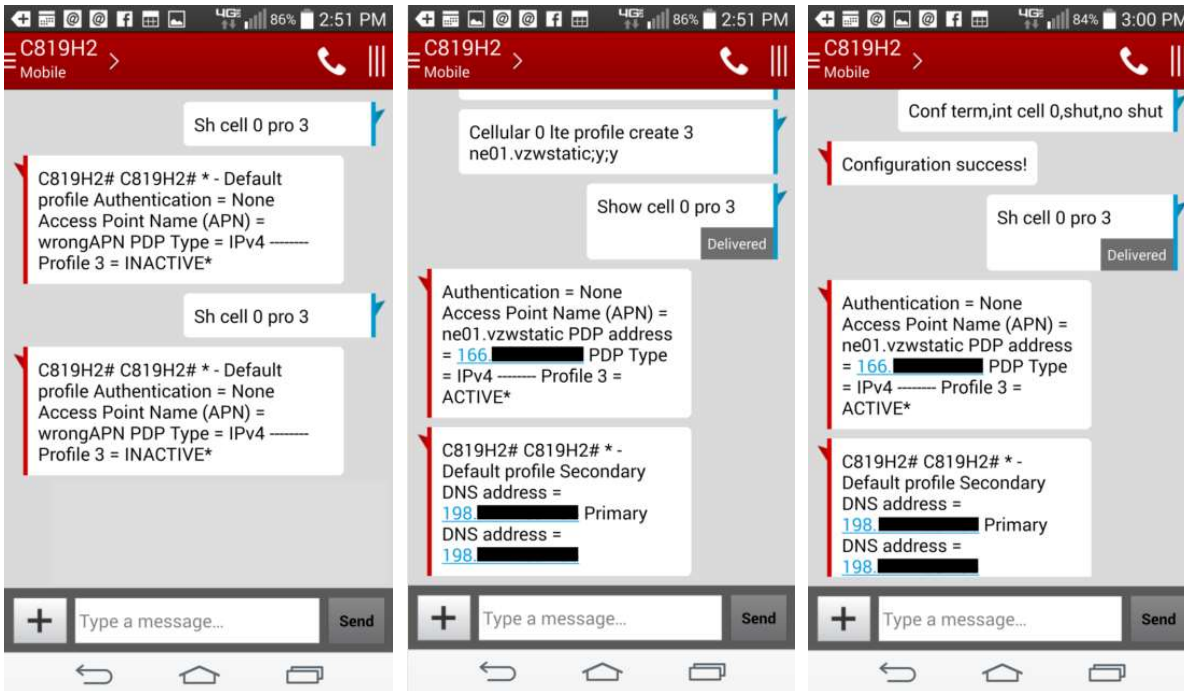 4G LTE 86% 2:51 PM
C819H2 >
Mobile
Sh cell 0 pro 3
C819H2# C819H2# * - Default
profile Authentication = None
Access Point Name (APN) =
wrongAPN PDP Type = IPv4 --------
Profile 3 = INACTIVE*
Sh cell 0 pro 3
C819H2# C819H2# * - Default
profile Authentication = None
Access Point Name (APN) =
wrongAPN PDP Type = IPv4 --------
Profile 3 = INACTIVE*
Type a message...
Send
4G LTE 86% 2:51 PM
C819H2 >
Mobile
Cellular 0 lte profile create 3
ne01.vzwstatic;y;y
Show cell 0 pro 3
Delivered
Authentication = None
Access Point Name (APN) =
ne01.vzwstatic PDP address
= 166. PDP Type
= IPv4 -------- Profile 3 =
ACTIVE*
C819H2# C819H2# * -
Default profile Secondary
DNS address =
198. Primary
DNS address =
198.
Type a message...
Send
4G LTE 84% 3:00 PM
C819H2 >
Mobile
Conf term,int cell 0,shut,no shut
Configuration success!
Sh cell 0 pro 3
Delivered
Authentication = None
Access Point Name (APN) =
ne01.vzwstatic PDP address
= 166. PDP Type
= IPv4 -------- Profile 3 =
ACTIVE*
C819H2# C819H2# * -
Default profile Secondary
DNS address =
198. Primary
DNS address =
198.
Type a message...
Send